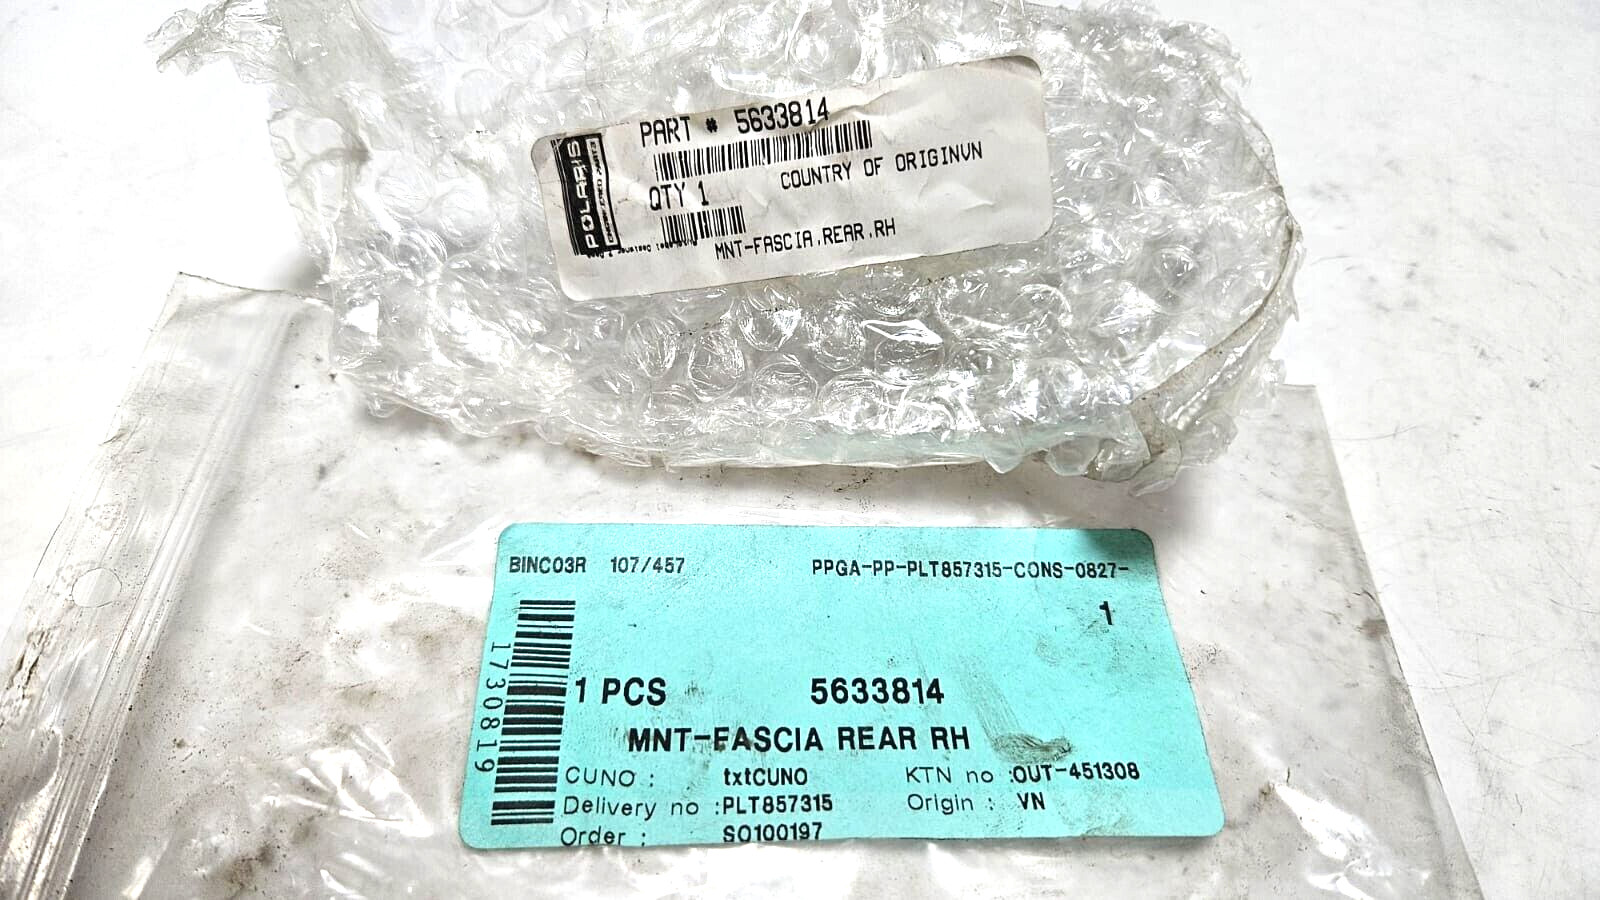 PART # 5633814
POLARIS
ENGINEERED PARTS
COUNTRY OF ORIGINVN
QTY 1
MNT-FASCIA,REAR,RH
BINC03R 107/457 PPGA-PP-PLT857315-CONS-0827-
1
1730819
1 PCS 5633814
MNT-FASCIA REAR RH
CUNO : txtCUNO KTN no :OUT-451308
Delivery no :PLT857315 Origin : VN
Order : SO100197